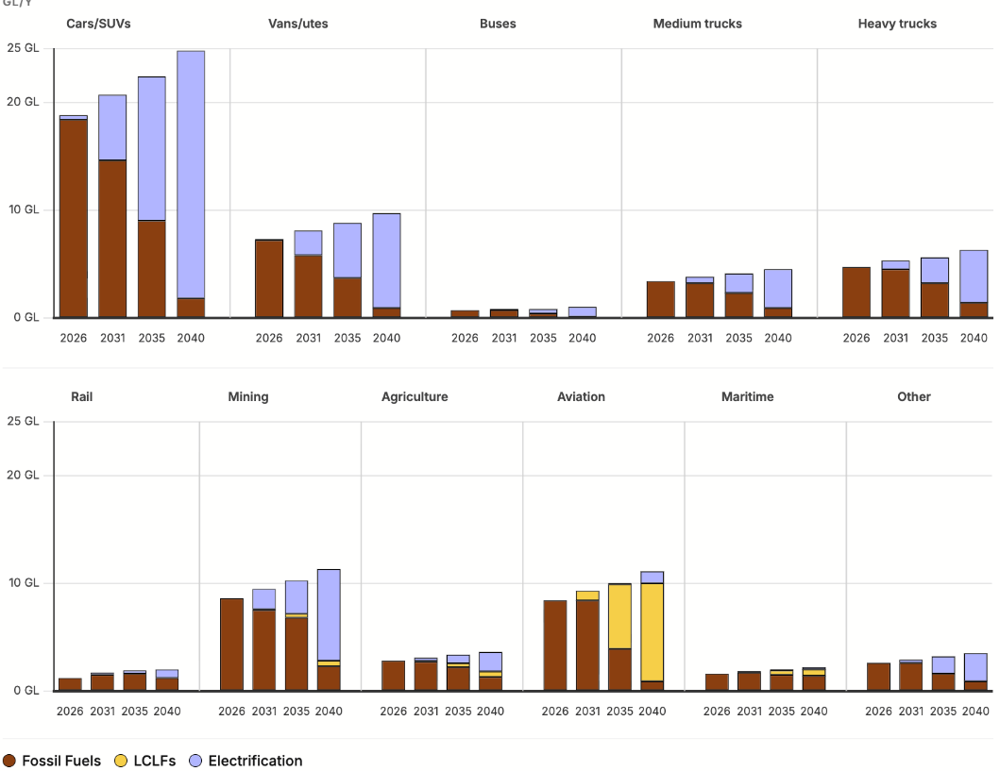 GL/Y
Cars/SUVs Vans/utes Buses Medium trucks Heavy trucks
25 GL
20 GL
10 GL
0 GL
2026 2031 2035 2040 2026 2031 2035 2040 2026 2031 2035 2040 2026 2031 2035 2040 2026 2031 2035 2040
Rail Mining Agriculture Aviation Maritime Other
25 GL
20 GL
10 GL
0 GL
2026 2031 2035 2040 2026 2031 2035 2040 2026 2031 2035 2040 2026 2031 2035 2040 2026 2031 2035 2040 2026 2031 2035 2040
Fossil Fuels LCLFs Electrification